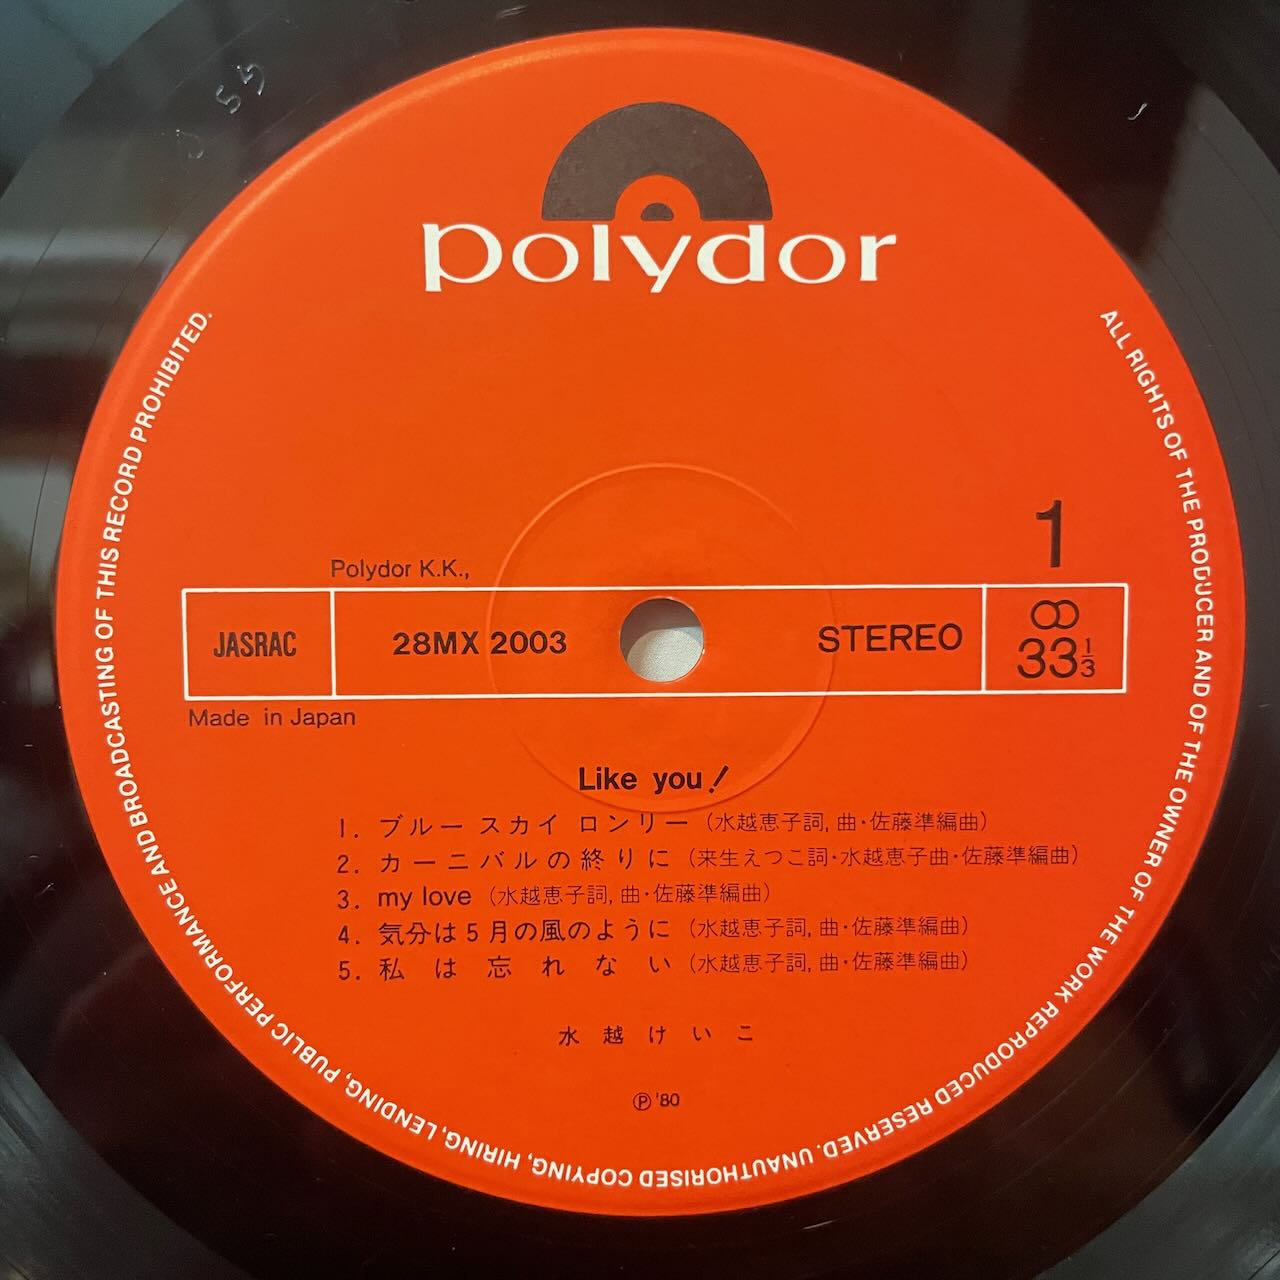 polydor
ALL RIGHTS OF THE PRODUCER AND OF THE OWNER OF THE WORK REPRODUCED RESERVED. UNAUTHORISED COPYING, HIRING, LENDING, PUBLIC PERFORMANCE AND BROADCASTING OF THIS RECORD PROHIBITED.
1
Polydor K.K.,
JASRAC 28MX 2003 STEREO 33 1/3
Made in Japan
Like you!
1. ブルー スカイ ロンリー (水越恵子詞, 曲・佐藤準編曲)
2. カーニバルの終りに (来生えつこ詞・水越恵子曲・佐藤準編曲)
3. my love (水越恵子詞, 曲・佐藤準編曲)
4. 気分は5月の風のように (水越恵子詞, 曲・佐藤準編曲)
5. 私は忘れない (水越恵子詞, 曲・佐藤準編曲)
水越けいこ
Ⓟ '80